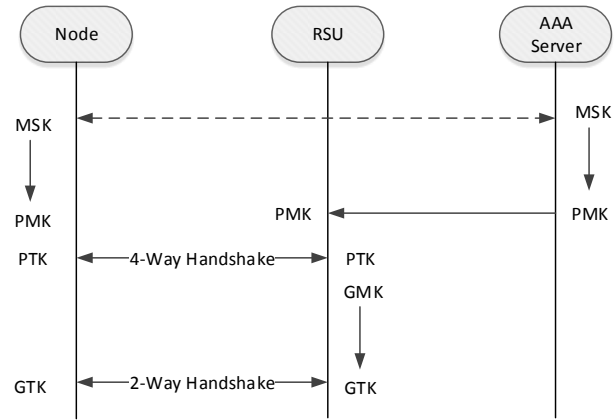 Node
RSU
AAA
Server
MSK
MSK
PMK
PMK
PMK
PTK
4-Way Handshake
PTK
GMK
GTK
2-Way Handshake
GTK